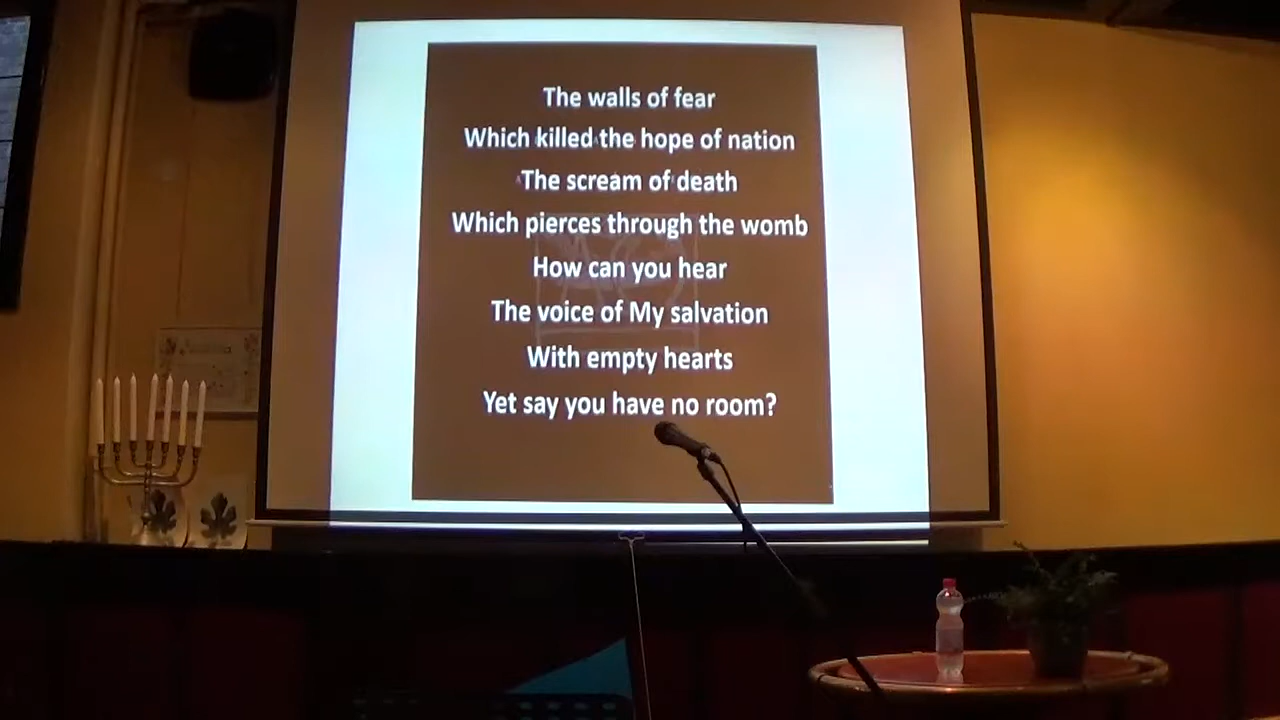 The walls of fear
Which killed the hope of nation
The scream of death
Which pierces through the womb
How can you hear
The voice of My salvation
With empty hearts
Yet say you have no room?